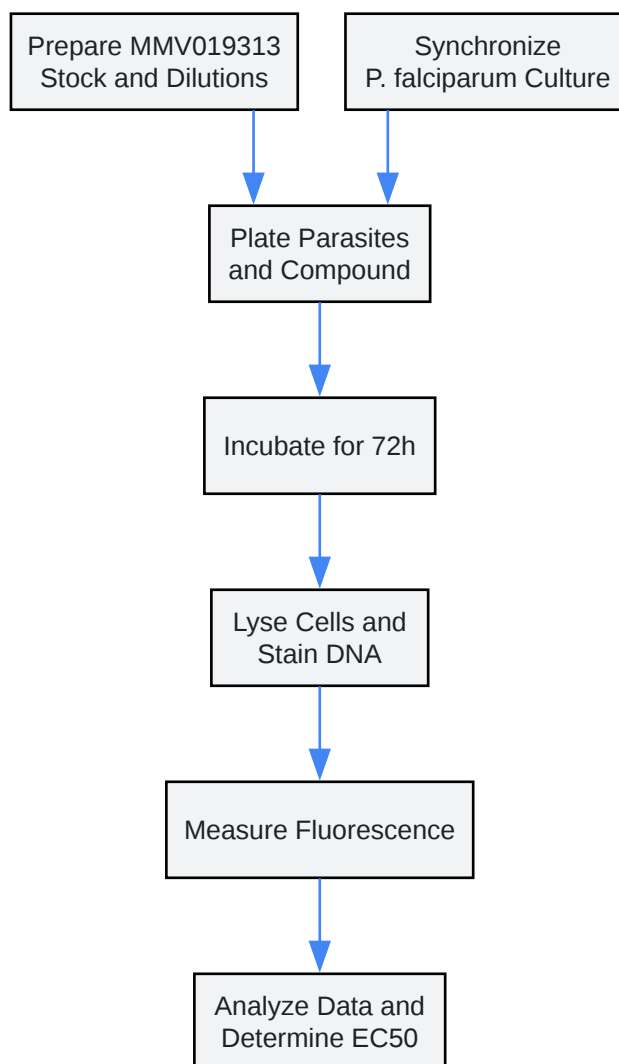 Prepare MMV019313
Stock and Dilutions
Synchronize
P. falciparum Culture
Plate Parasites
and Compound
Incubate for 72h
Lyse Cells and
Stain DNA
Measure Fluorescence
Analyze Data and
Determine EC50